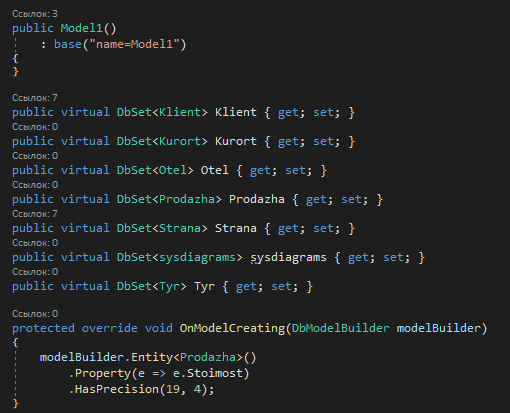 Ссылок: 3
public Model1()
: base("name=Model1")
{
}
Ссылок: 7
public virtual DbSet<Klient> Klient { get; set; }
Ссылок: 0
public virtual DbSet<Kurort> Kurort { get; set; }
Ссылок: 0
public virtual DbSet<Otel> Otel { get; set; }
Ссылок: 0
public virtual DbSet<Prodazha> Prodazha { get; set; }
Ссылок: 7
public virtual DbSet<Strana> Strana { get; set; }
Ссылок: 0
public virtual DbSet<sysdiagrams> sysdiagrams { get; set; }
Ссылок: 0
public virtual DbSet<Tyr> Tyr { get; set; }
Ссылок: 0
protected override void OnModelCreating(DbModelBuilder modelBuilder)
{
modelBuilder.Entity<Prodazha>()
.Property(e => e.Stoimost)
.HasPrecision(19, 4);
}